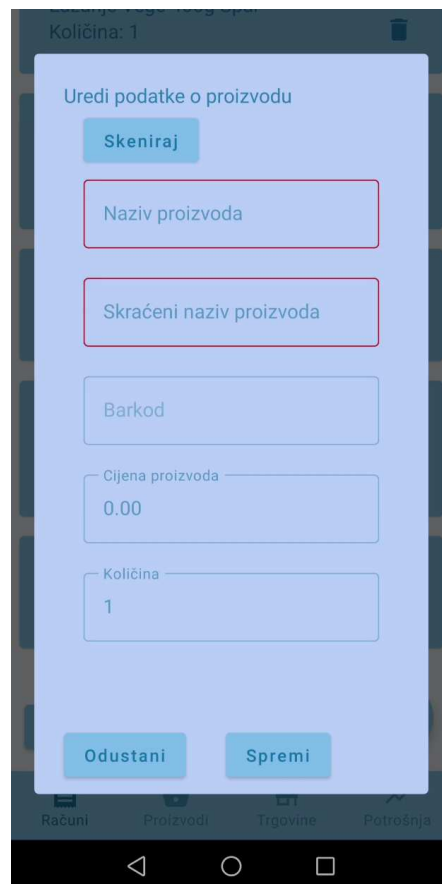 Količina: 1
Uredi podatke o proizvodu
Skeniraj
Naziv proizvoda
Skraćeni naziv proizvoda
Barkod
Cijena proizvoda
0.00
Količina
1
Odustani
Spremi
Računi
Proizvodi
Trgovine
Potrošnja